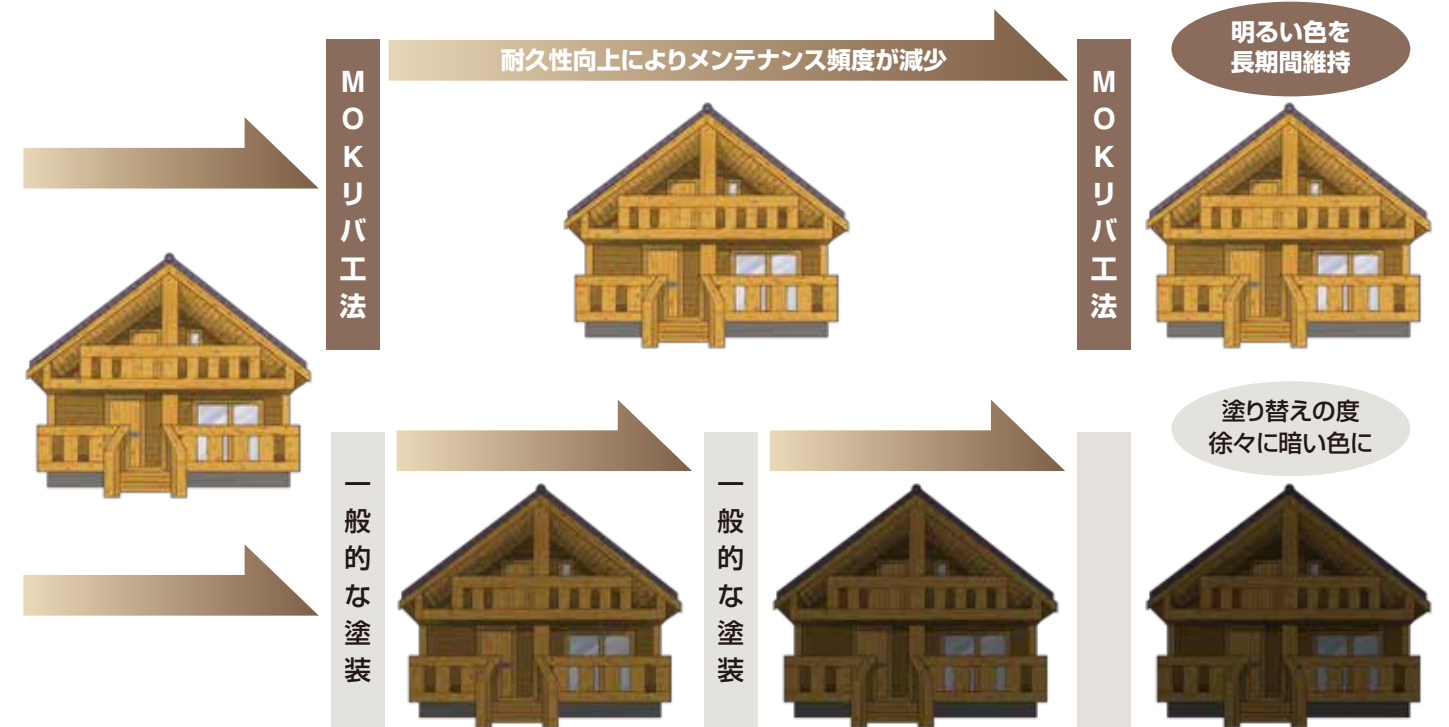 MOKリバ工法
耐久性向上によりメンテナンス頻度が減少
MOKリバ工法
明るい色を
長期間維持
一般的な塗装
一般的な塗装
塗り替えの度
徐々に暗い色に